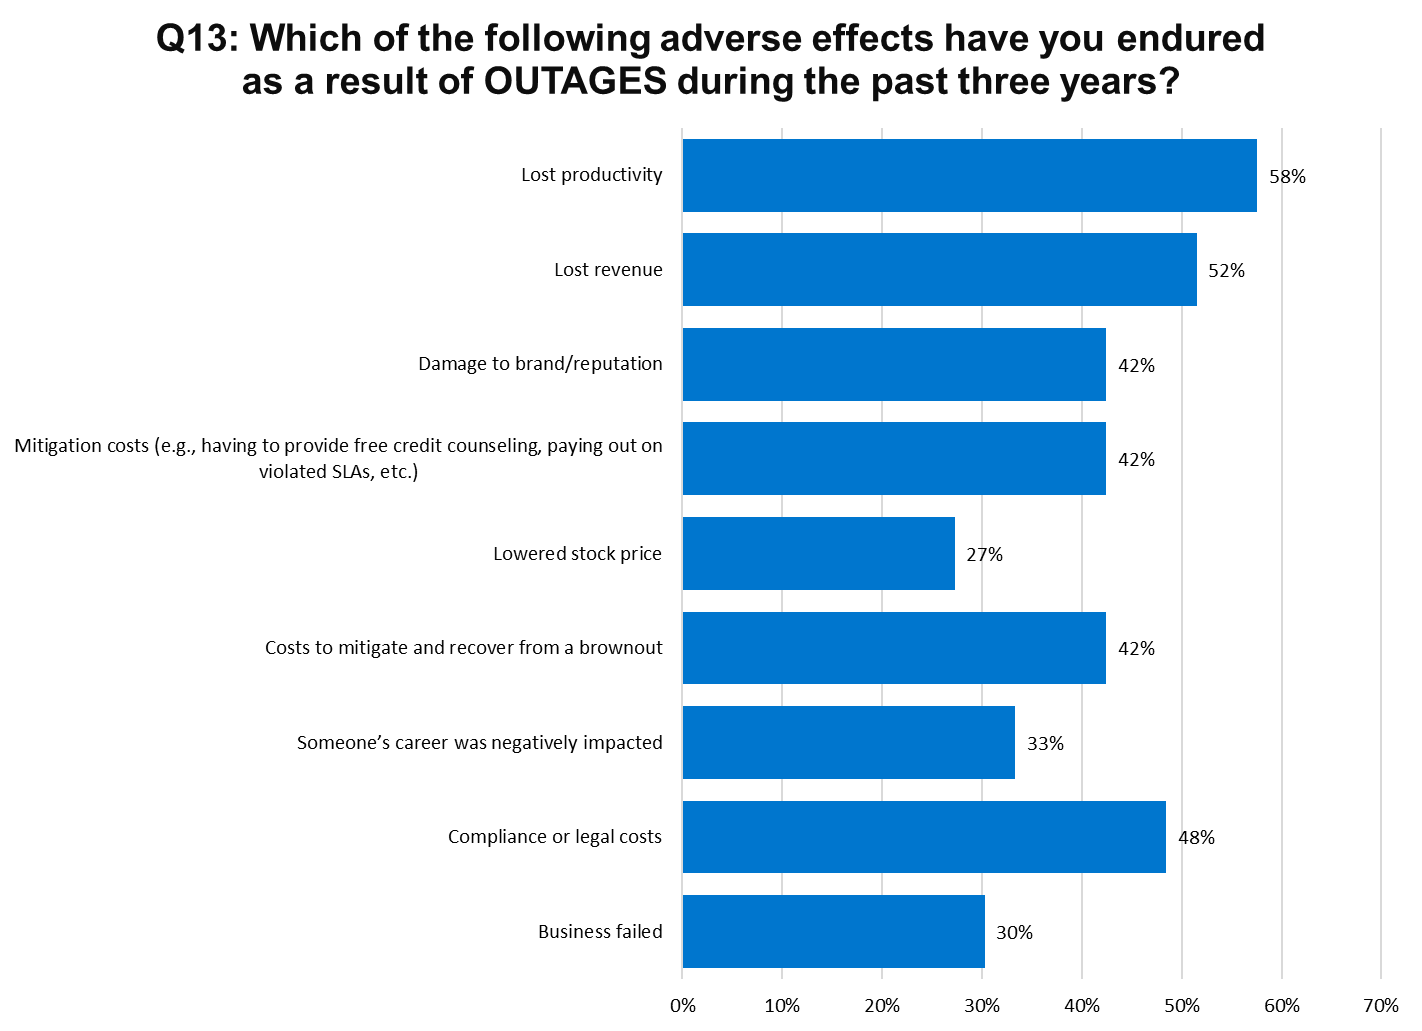 Q13: Which of the following adverse effects have you endured
as a result of OUTAGES during the past three years?
Lost productivity
58%
Lost revenue
52%
Damage to brand/reputation
42%
Mitigation costs (e.g., having to provide free credit counseling, paying out on
violated SLAs, etc.)
42%
Lowered stock price
27%
Costs to mitigate and recover from a brownout
42%
Someone’s career was negatively impacted
33%
Compliance or legal costs
48%
Business failed
30%
0% 10% 20% 30% 40% 50% 60% 70%